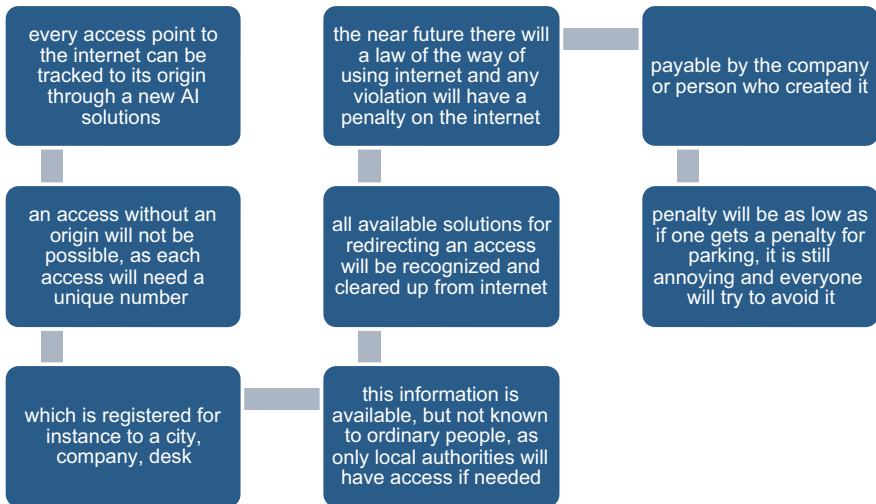 every access point to
the internet can be
tracked to its origin
through a new AI
solutions
an access without an
origin will not be
possible, as each
access will need a
unique number
which is registered for
instance to a city,
company, desk
this information is
available, but not known
to ordinary people, as
only local authorities will
have access if needed
all available solutions for
redirecting an access
will be recognized and
cleared up from internet
the near future there will
a law of the way of
using internet and any
violation will have a
penalty on the internet
payable by the company
or person who created it
penalty will be as low as
if one gets a penalty for
parking, it is still
annoying and everyone
will try to avoid it